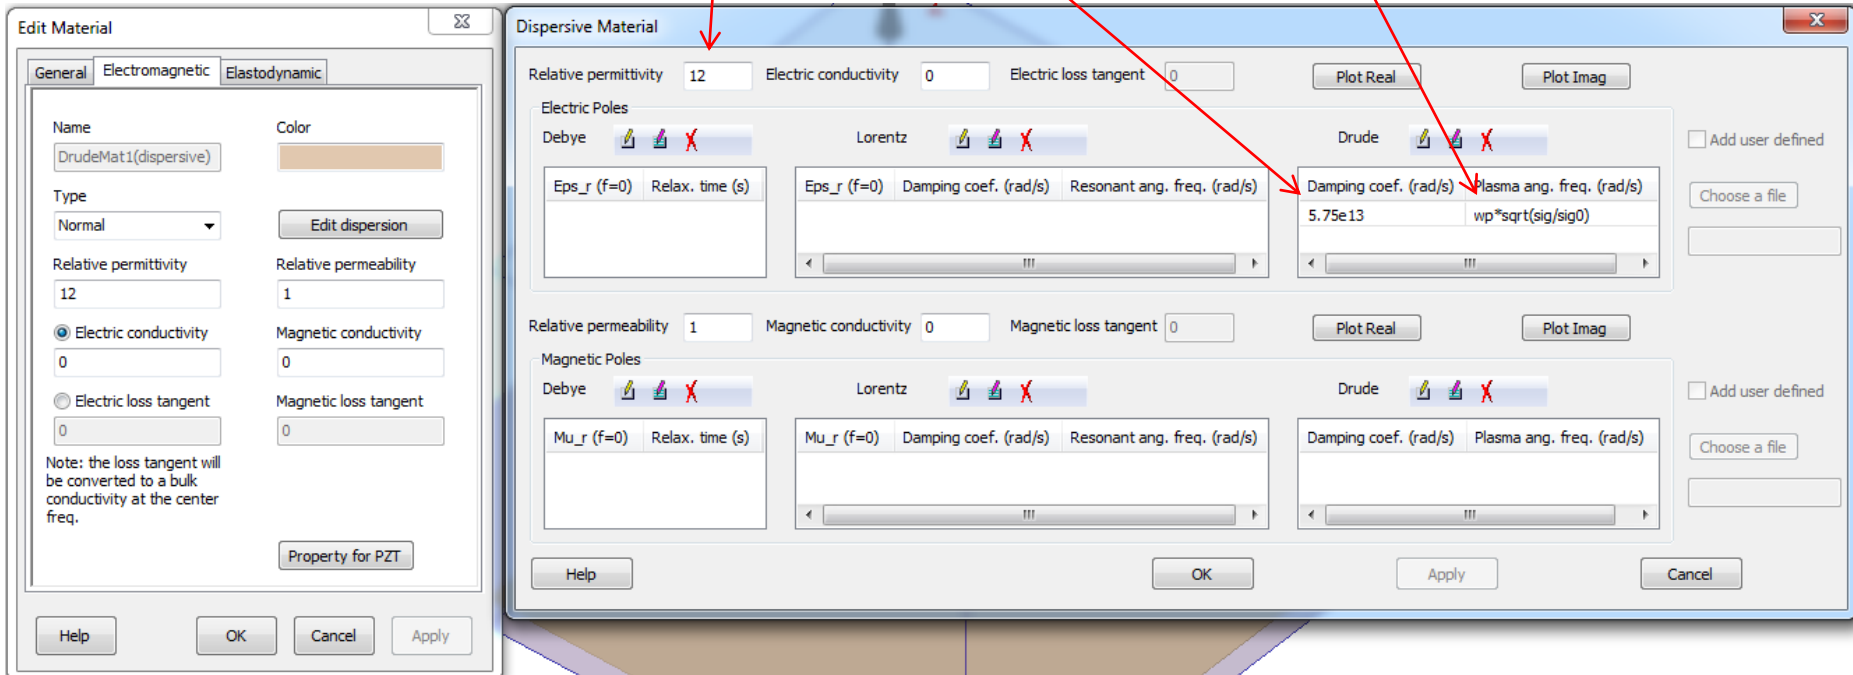 Edit Material
General Electromagnetic Elastodynamic
Name Color
DrudeMat1(dispersive)
Type
Normal Edit dispersion
Relative permittivity Relative permeability
12 1
Electric conductivity Magnetic conductivity
0 0
Electric loss tangent Magnetic loss tangent
0 0
Note: the loss tangent will
be converted to a bulk
conductivity at the center
freq.
Property for PZT
Help OK Cancel Apply
Dispersive Material
Relative permittivity 12 Electric conductivity 0 Electric loss tangent 0 Plot Real Plot Imag
Electric Poles
Debye Lorentz Drude Add user defined
Eps_r (f=0) Relax. time (s) Eps_r (f=0) Damping coef. (rad/s) Resonant ang. freq. (rad/s) Damping coef. (rad/s) Plasma ang. freq. (rad/s) Choose a file
5.75e13 wp*sqrt(sig/sig0)
Relative permeability 1 Magnetic conductivity 0 Magnetic loss tangent 0 Plot Real Plot Imag
Magnetic Poles
Debye Lorentz Drude Add user defined
Mu_r (f=0) Relax. time (s) Mu_r (f=0) Damping coef. (rad/s) Resonant ang. freq. (rad/s) Damping coef. (rad/s) Plasma ang. freq. (rad/s) Choose a file
Help OK Apply Cancel